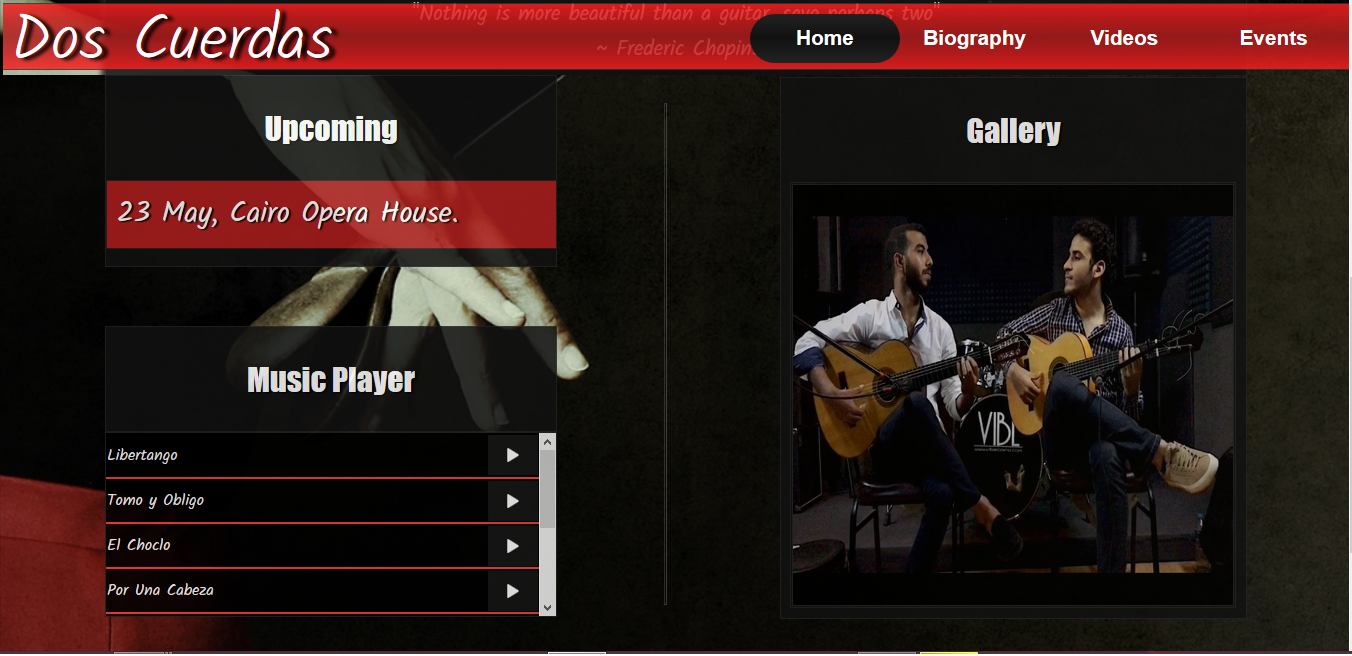 "Nothing is more beautiful than a guitar, save perhaps two"
~ Frederic Chopin.
Dos Cuerdas
Home
Biography
Videos
Events
Upcoming
23 May, Cairo Opera House.
Music Player
Libertango
Tomo y Obligo
El Choclo
Por Una Cabeza
Gallery
VIBE